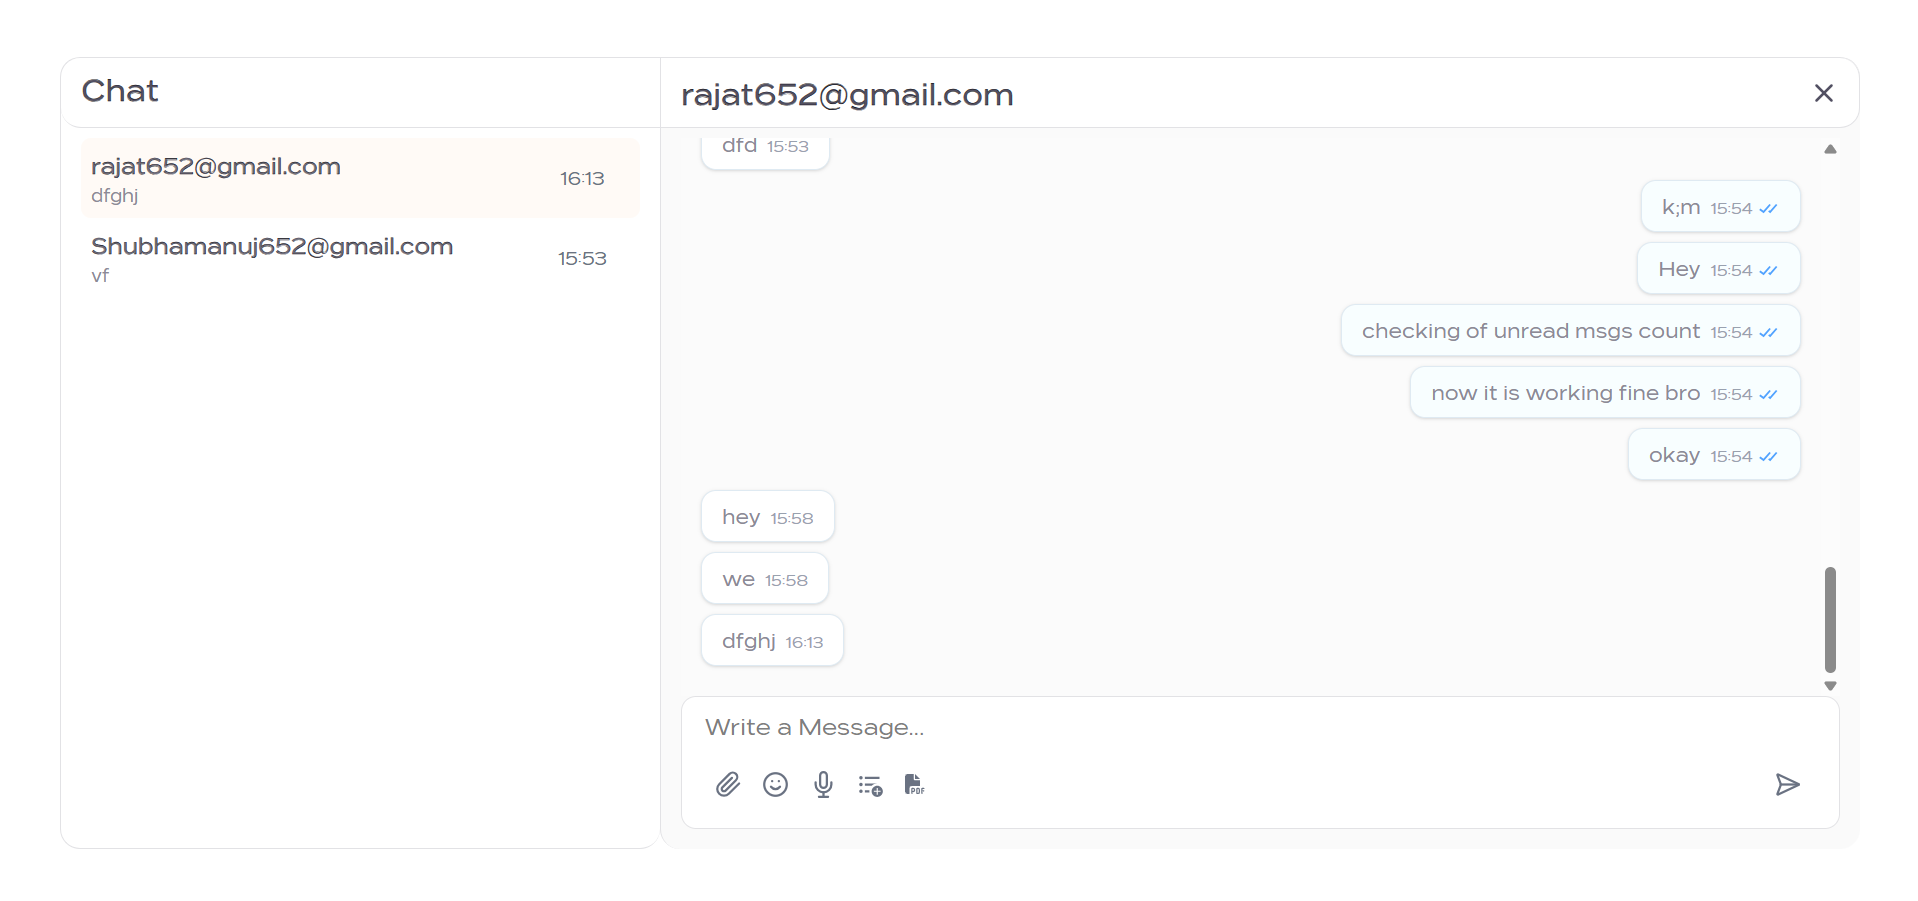 Chat
rajat652@gmail.com
dfghj
16:13
Shubhamanuj652@gmail.com
vf
15:53
rajat652@gmail.com
dfd 15:53
k;m 15:54
Hey 15:54
checking of unread msgs count 15:54
now it is working fine bro 15:54
okay 15:54
hey 15:58
we 15:58
dfghj 16:13
Write a Message...
PDF